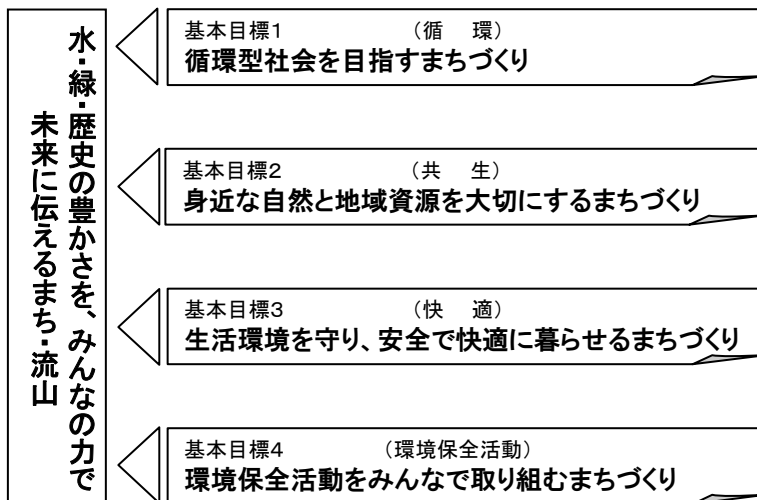 水・緑・歴史の豊かさを、みんなの力で
未来に伝えるまち・流山
基本目標1　（循　環）
循環型社会を目指すまちづくり
基本目標2　（共　生）
身近な自然と地域資源を大切にするまちづくり
基本目標3　（快　適）
生活環境を守り、安全で快適に暮らせるまちづくり
基本目標4　（環境保全活動）
環境保全活動をみんなで取り組むまちづくり